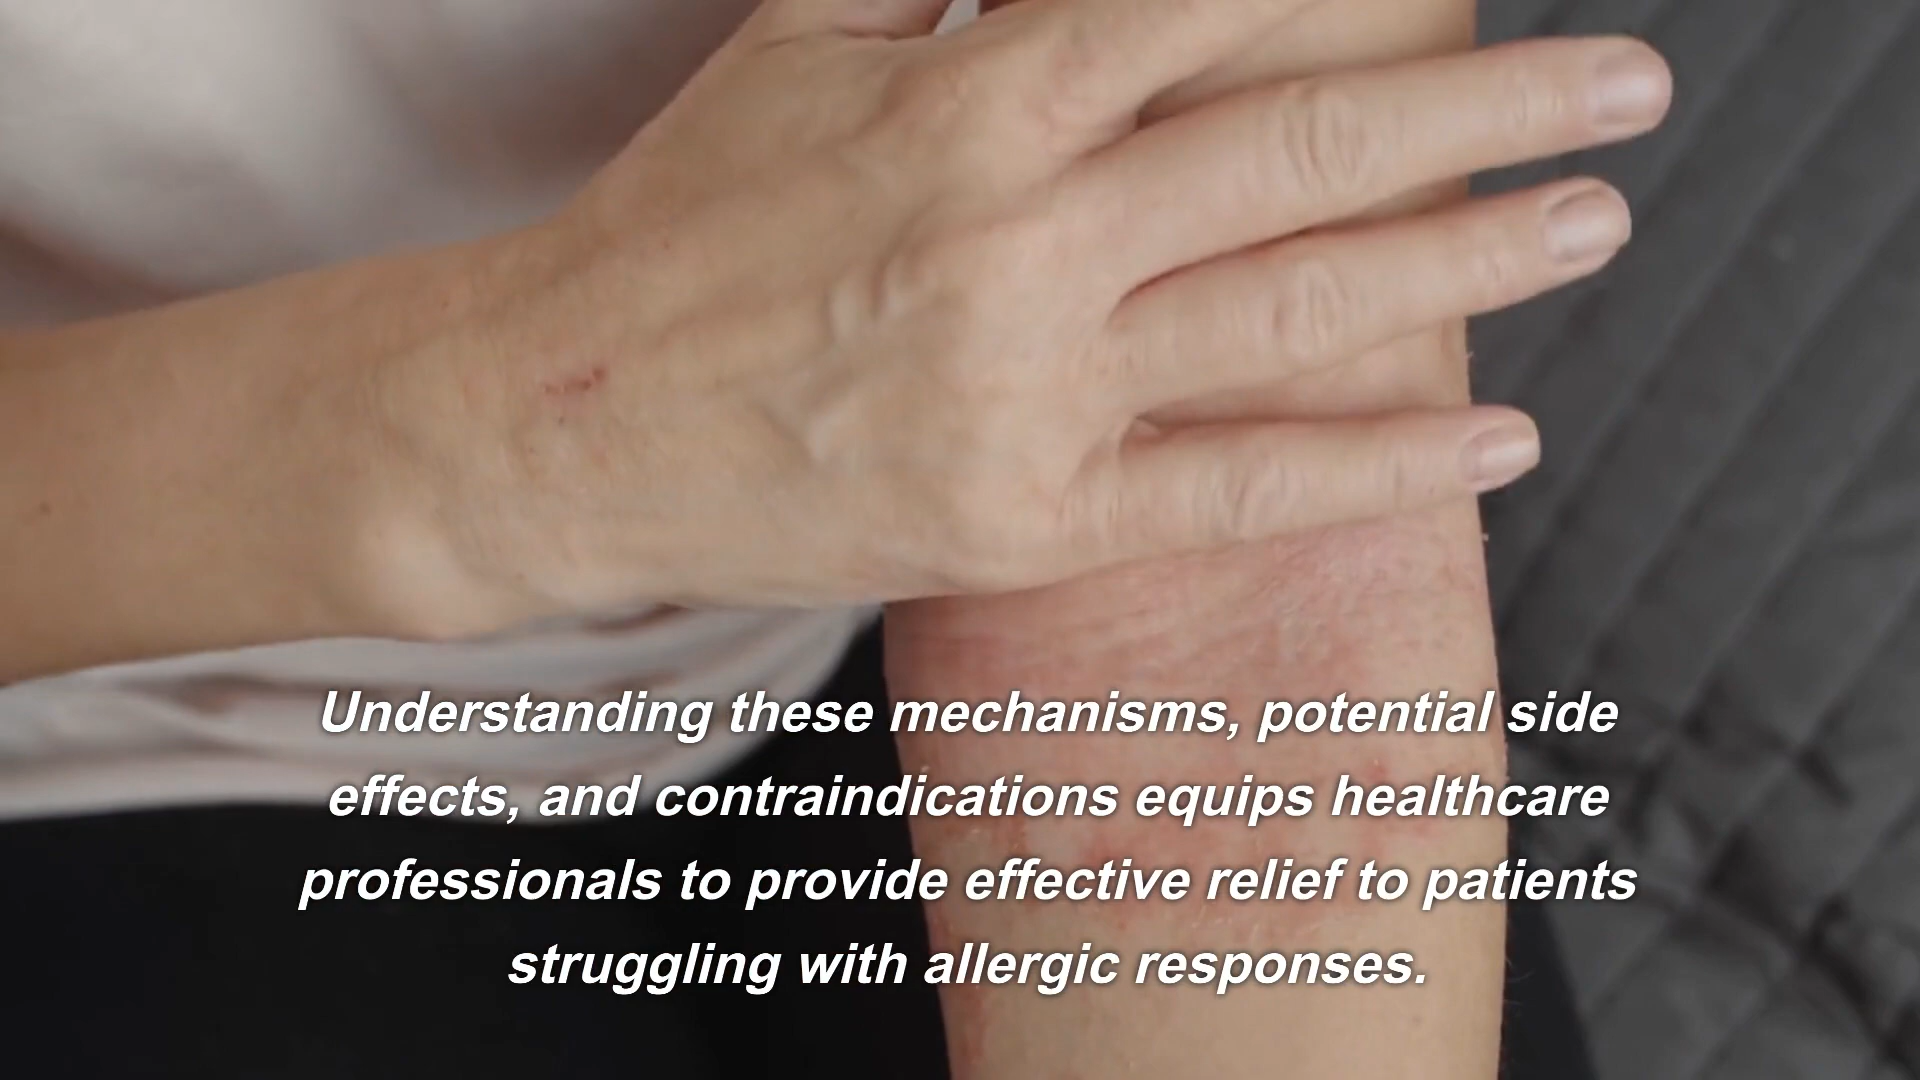 Understanding these mechanisms, potential side
effects, and contraindications equips healthcare
professionals to provide effective relief to patients
struggling with allergic responses.